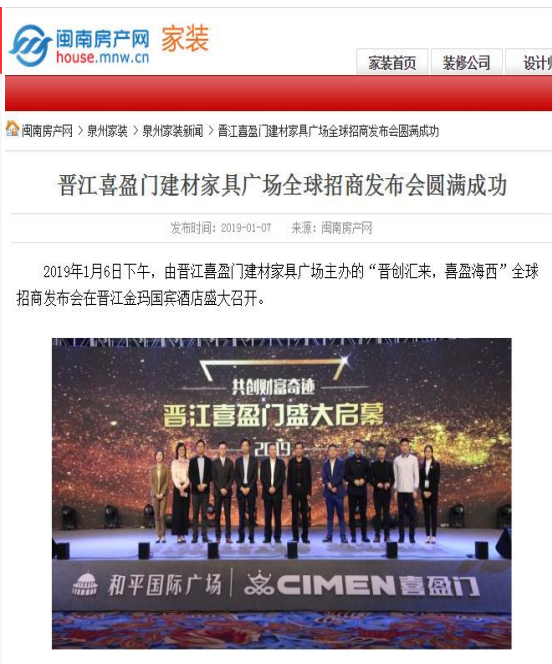 闽南房产网
house.mnw.cn
家装
家装首页 装修公司 设计师
闽南房产网 > 泉州家装 > 泉州家装新闻 > 晋江喜盈门建材家具广场全球招商发布会圆满成功
晋江喜盈门建材家具广场全球招商发布会圆满成功
发布时间：2019-01-07 来源：闽南房产网
2019年1月6日下午，由晋江喜盈门建材家具广场主办的“晋创汇来，喜盈海西”全球
招商发布会在晋江金玛国宾酒店盛大召开。
共创财富奇迹
晋江喜盈门盛大启幕
2019
和平国际广场 CIMEN喜盈门